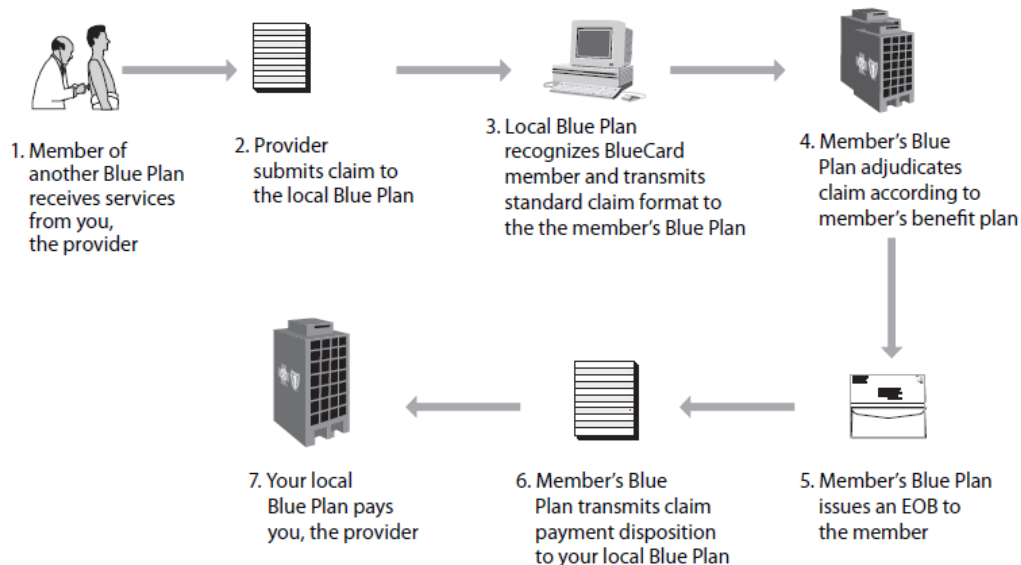 1. Member of
another Blue Plan
receives services
from you,
the provider
2. Provider
submits claim to
the local Blue Plan
3. Local Blue Plan
recognizes BlueCard
member and transmits
standard claim format to
the the member's Blue Plan
4. Member's Blue
Plan adjudicates
claim according to
member's benefit plan
5. Member's Blue Plan
issues an EOB to
the member
6. Member's Blue
Plan transmits claim
payment disposition
to your local Blue Plan
7. Your local
Blue Plan pays
you, the provider